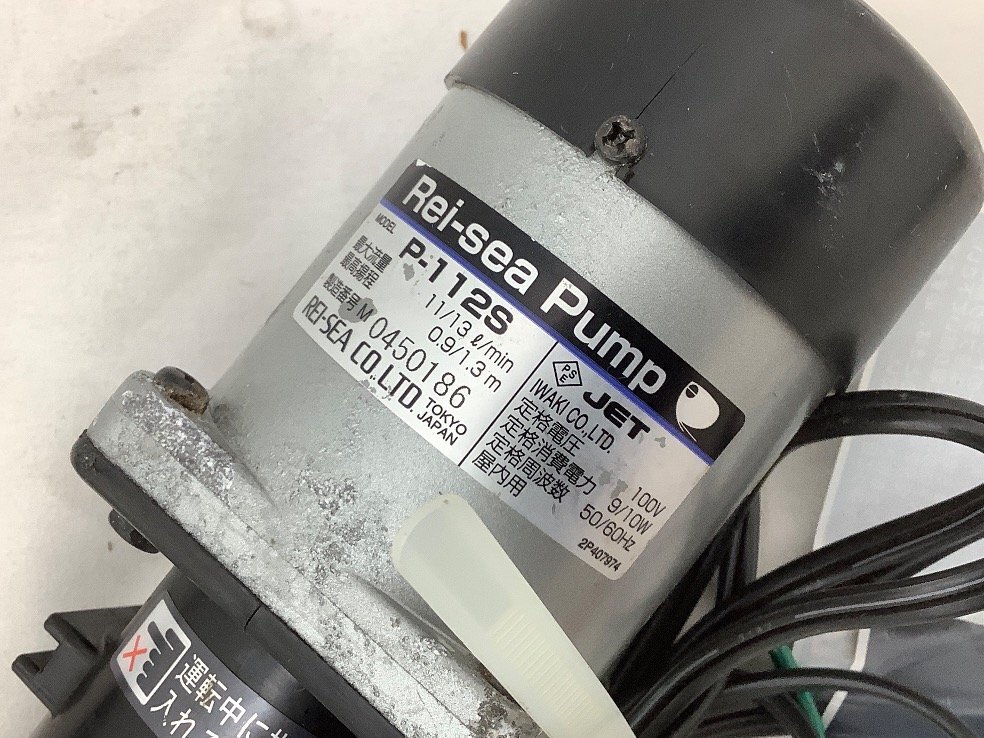 Rei-sea Pump
MODEL P-112S
最大流量 11/13 ℓ/min
最高揚程 0.9/1.3 m
製造番号 M 0450186
REI-SEA CO.,LTD. TOKYO JAPAN
PSE JET
IWAKI CO.,LTD.
定格電圧 100V
定格消費電力 9/10W
定格周波数 50/60Hz
屋内用
2P407974
運転中に
入れ